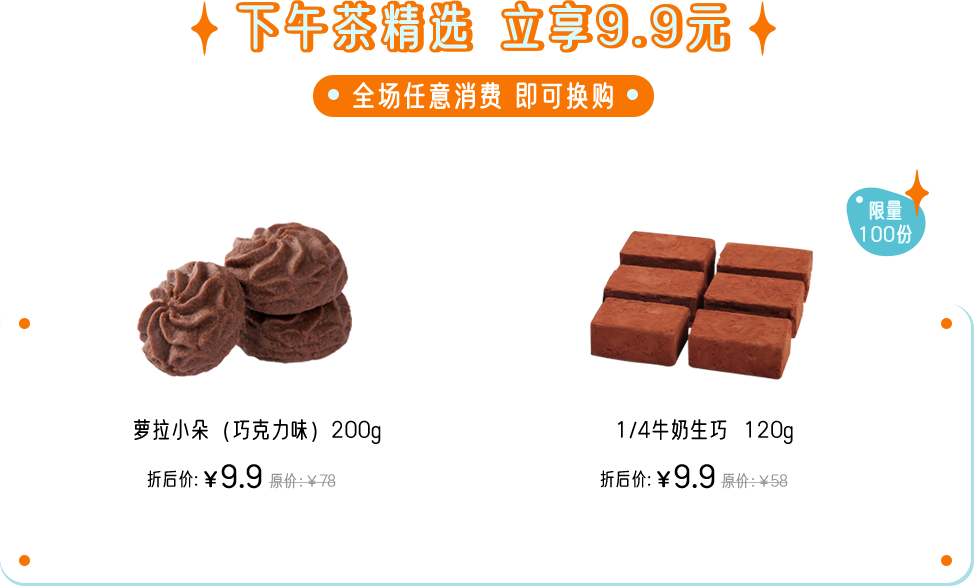 下午茶精选 立享9.9元
全场任意消费 即可换购
限量
100份
萝拉小朵（巧克力味）200g
折后价: ¥9.9 原价: ¥78
1/4牛奶生巧 120g
折后价: ¥9.9 原价: ¥58